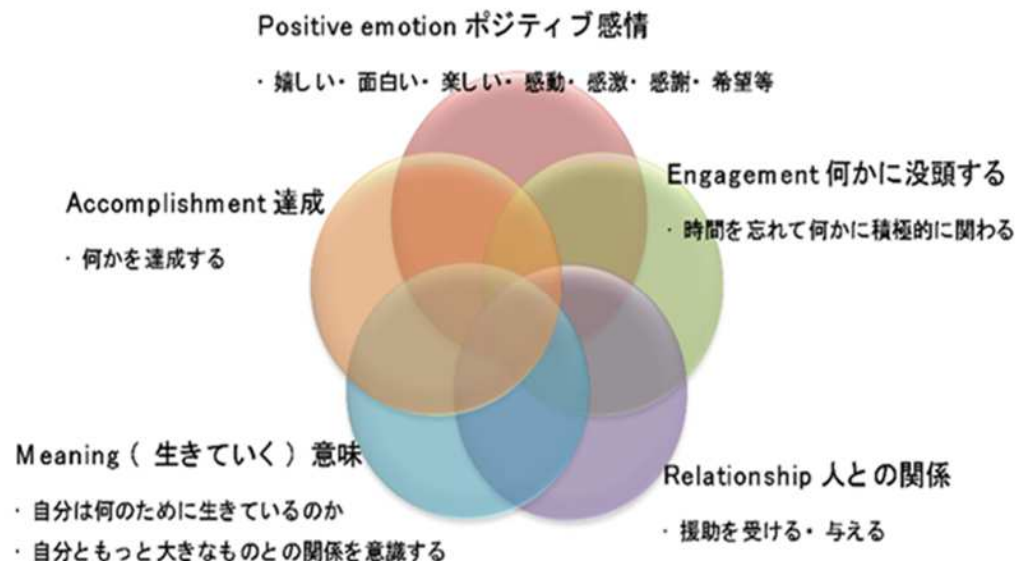 Positive emotion ポジティブ感情
・嬉しい・面白い・楽しい・感動・感激・感謝・希望等
Engagement 何かに没頭する
・時間を忘れて何かに積極的に関わる
Accomplishment 達成
・何かを達成する
Meaning（生きていく）意味
・自分は何のために生きているのか
・自分ともっと大きなものとの関係を意識する
Relationship 人との関係
・援助を受ける・与える